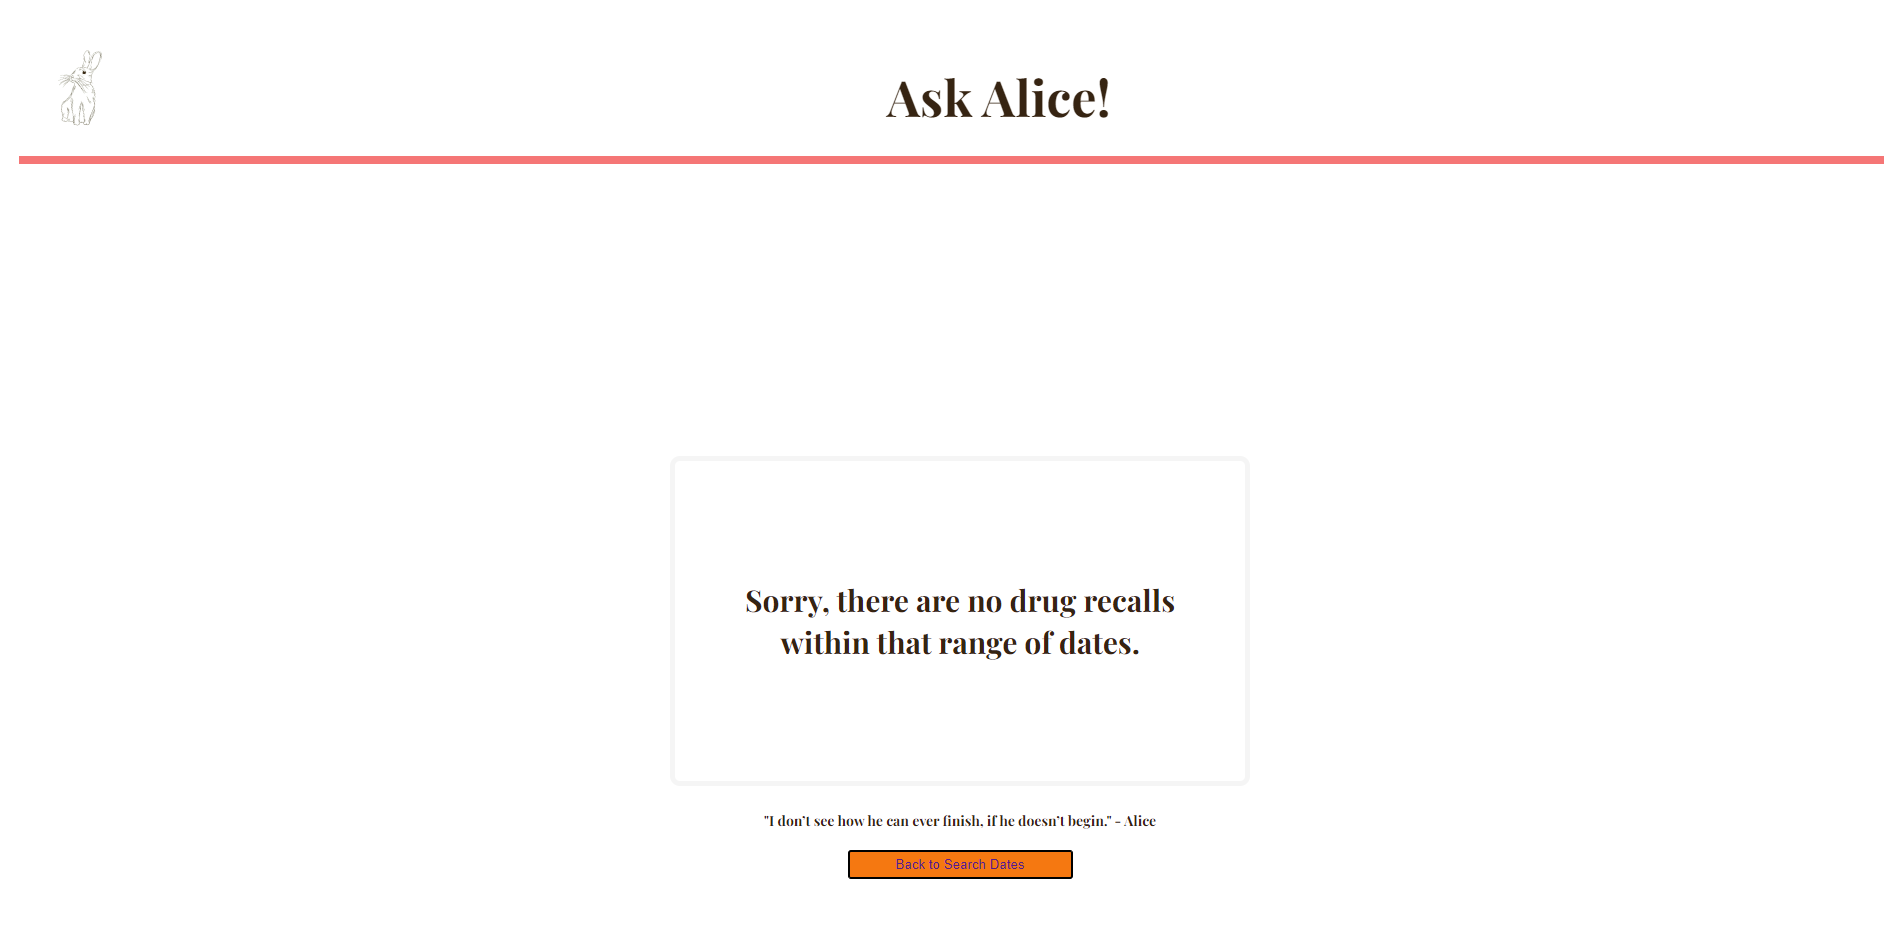 Ask Alice!
Sorry, there are no drug recalls
within that range of dates.
"I don’t see how he can ever finish, if he doesn’t begin." - Alice
Back to Search Dates